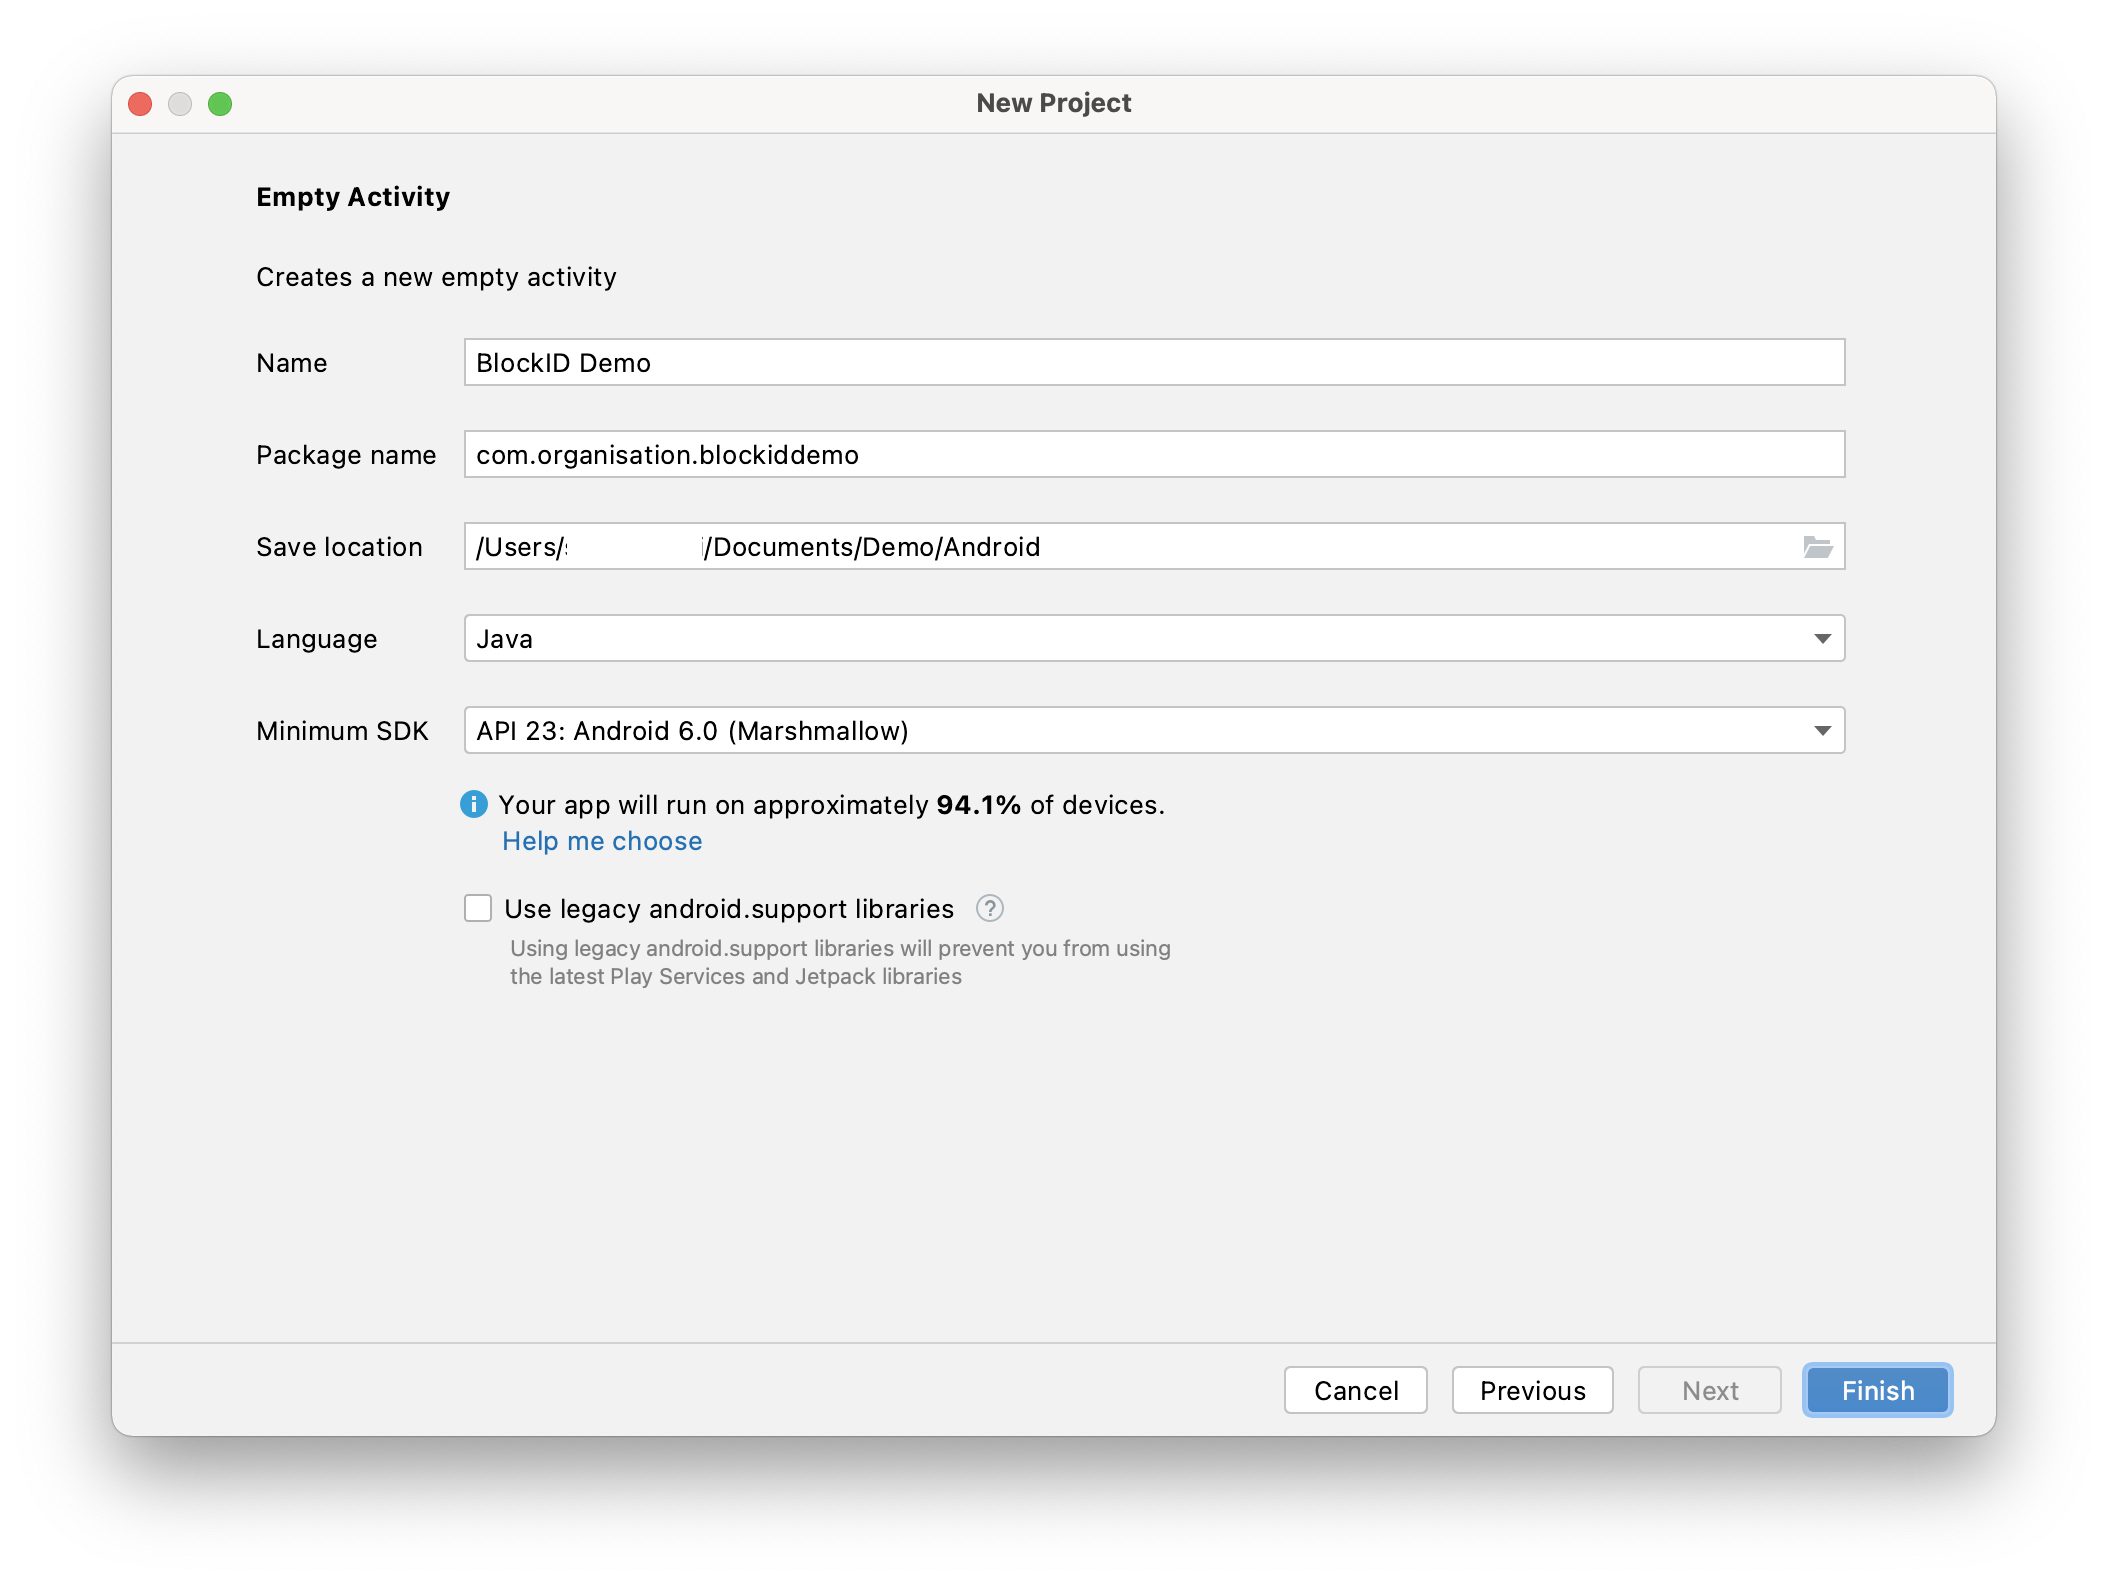 New Project
Empty Activity
Creates a new empty activity
Name BlockID Demo
Package name com.organisation.blockiddemo
Save location /Users/ /Documents/Demo/Android
Language Java
Minimum SDK API 23: Android 6.0 (Marshmallow)
Your app will run on approximately 94.1% of devices.
Help me choose
Use legacy android.support libraries ?
Using legacy android.support libraries will prevent you from using
the latest Play Services and Jetpack libraries
Cancel Previous Next Finish